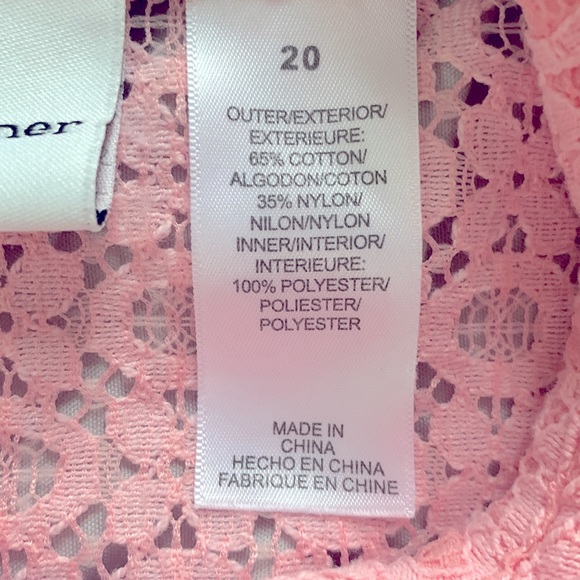 20
OUTER/EXTERIOR/
EXTERIEURE:
65% COTTON/
ALGODON/COTON
35% NYLON/
NILON/NYLON
INNER/INTERIOR/
INTERIEURE:
100% POLYESTER/
POLIESTER/
POLYESTER
MADE IN
CHINA
HECHO EN CHINA
FABRIQUE EN CHINE